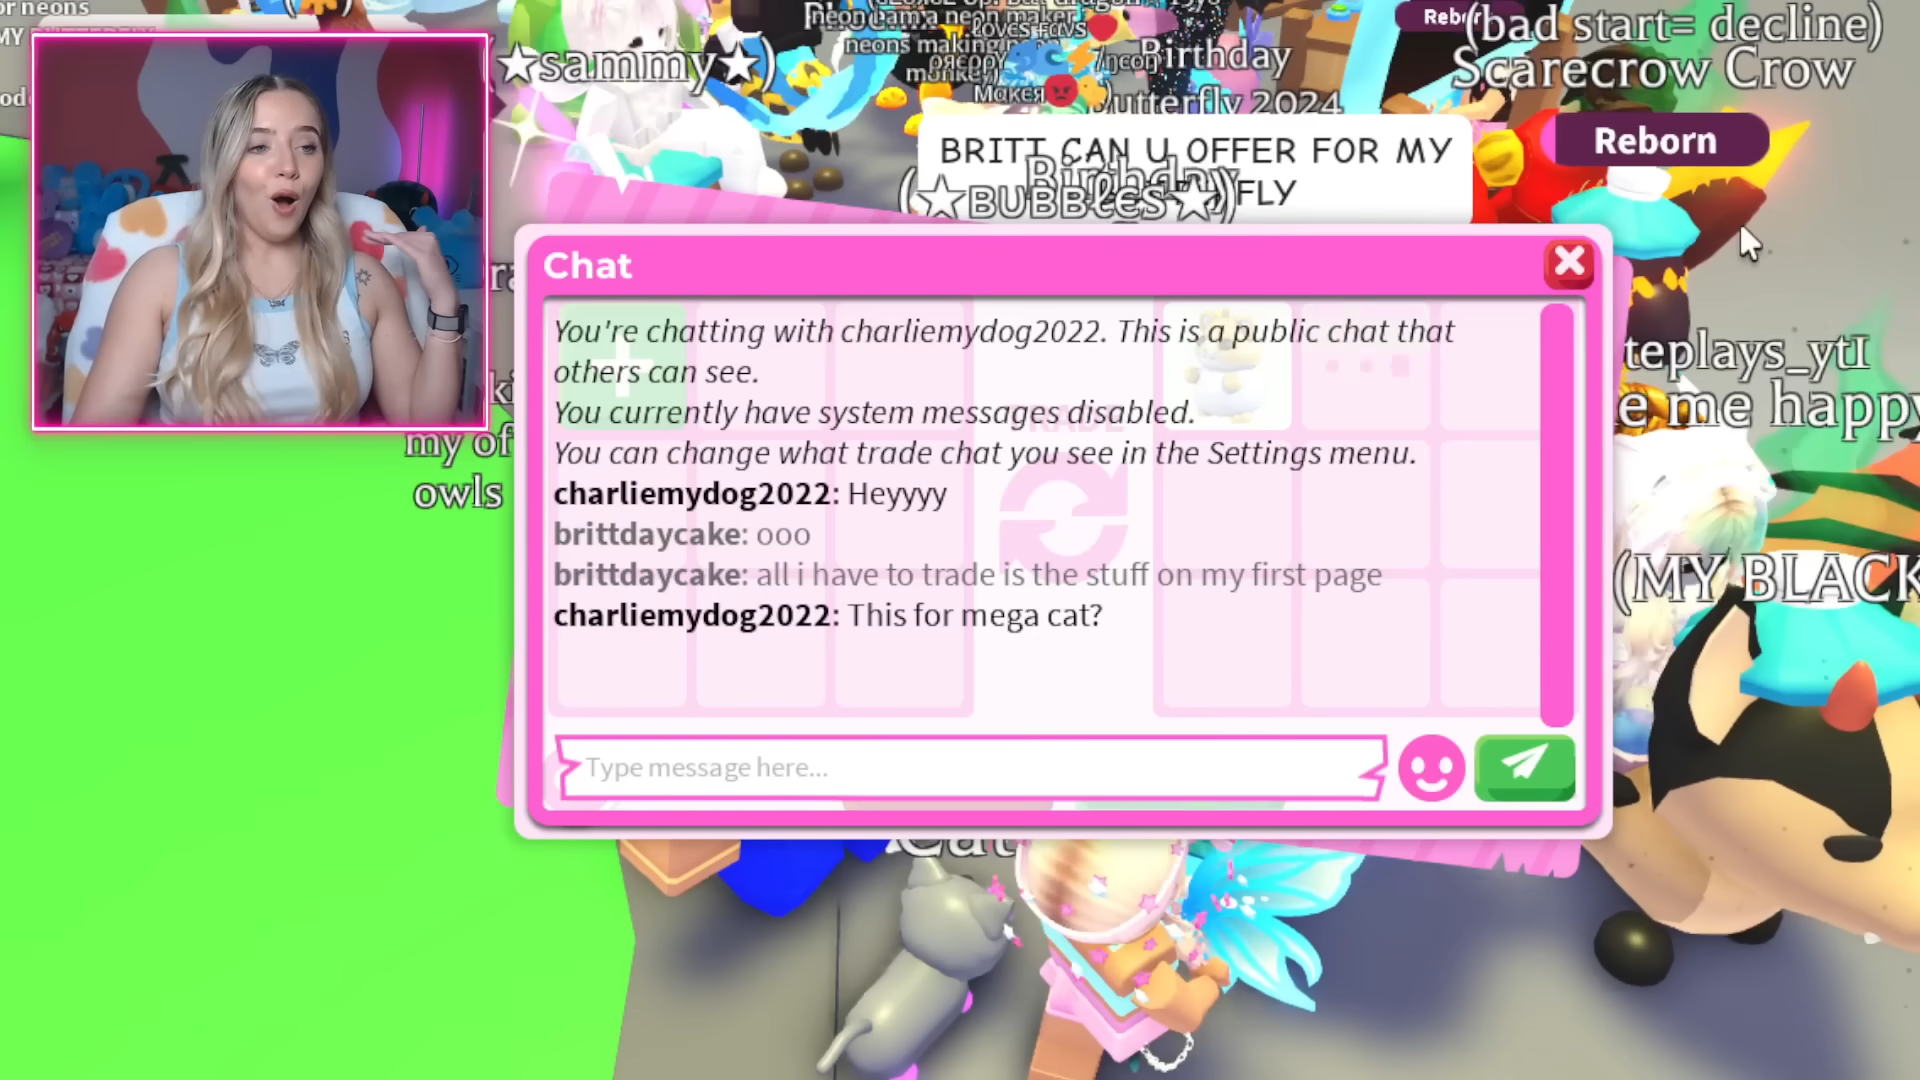 or neons
★sammy★)
Birthday
Butterfly 2024
(bad start= decline)
Scarecrow Crow
Reborn
BRITT CAN U OFFER FOR MY
FLY
Birthday
(★BUBBℓES★)
Chat
You're chatting with charliemydog2022. This is a public chat that
others can see.
You currently have system messages disabled.
You can change what trade chat you see in the Settings menu.
charliemydog2022: Heyyyy
brittdaycake: ooo
brittdaycake: all i have to trade is the stuff on my first page
charliemydog2022: This for mega cat?
Type message here...
my of
owls
teplays_ytI
e me happy
(MY BLACK
Cat